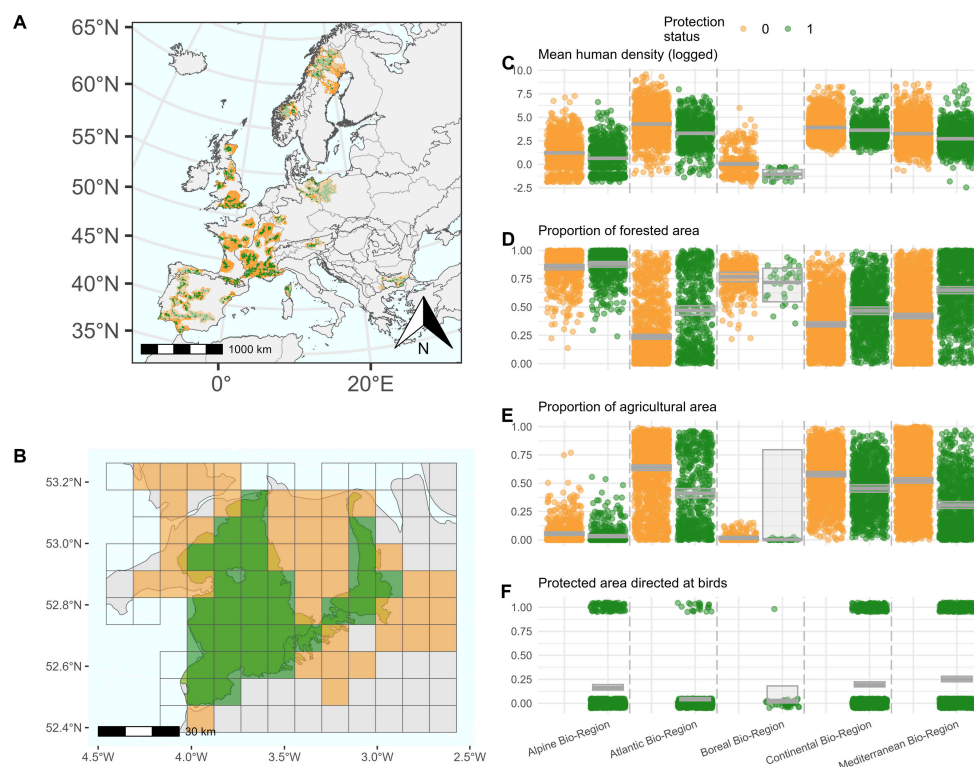 A
65°N
60°N
55°N
50°N
45°N
40°N
35°N
1000 km
N
0°
20°E
B
53.2°N
53.0°N
52.8°N
52.6°N
52.4°N
30 km
4.5°W
4.0°W
3.5°W
3.0°W
2.5°W
Protection
status
0
1
C
Mean human density (logged)
10.0
7.5
5.0
2.5
0.0
-2.5
D
Proportion of forested area
1.00
0.75
0.50
0.25
0.00
E
Proportion of agricultural area
1.00
0.75
0.50
0.25
0.00
F
Protected area directed at birds
1.00
0.75
0.50
0.25
0.00
Alpine Bio-Region
Atlantic Bio-Region
Boreal Bio-Region
Continental Bio-Region
Mediterranean Bio-Region